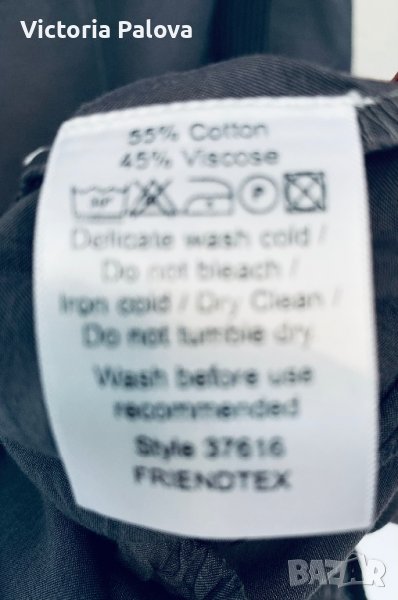 Victoria Palova
55% Cotton
45% Viscose
Delicate wash cold /
Do not bleach /
Iron cold / Dry Clean /
Do not tumble dry.
Wash before use
recommended
Style 37616
FRIENDTEX
BAZAR